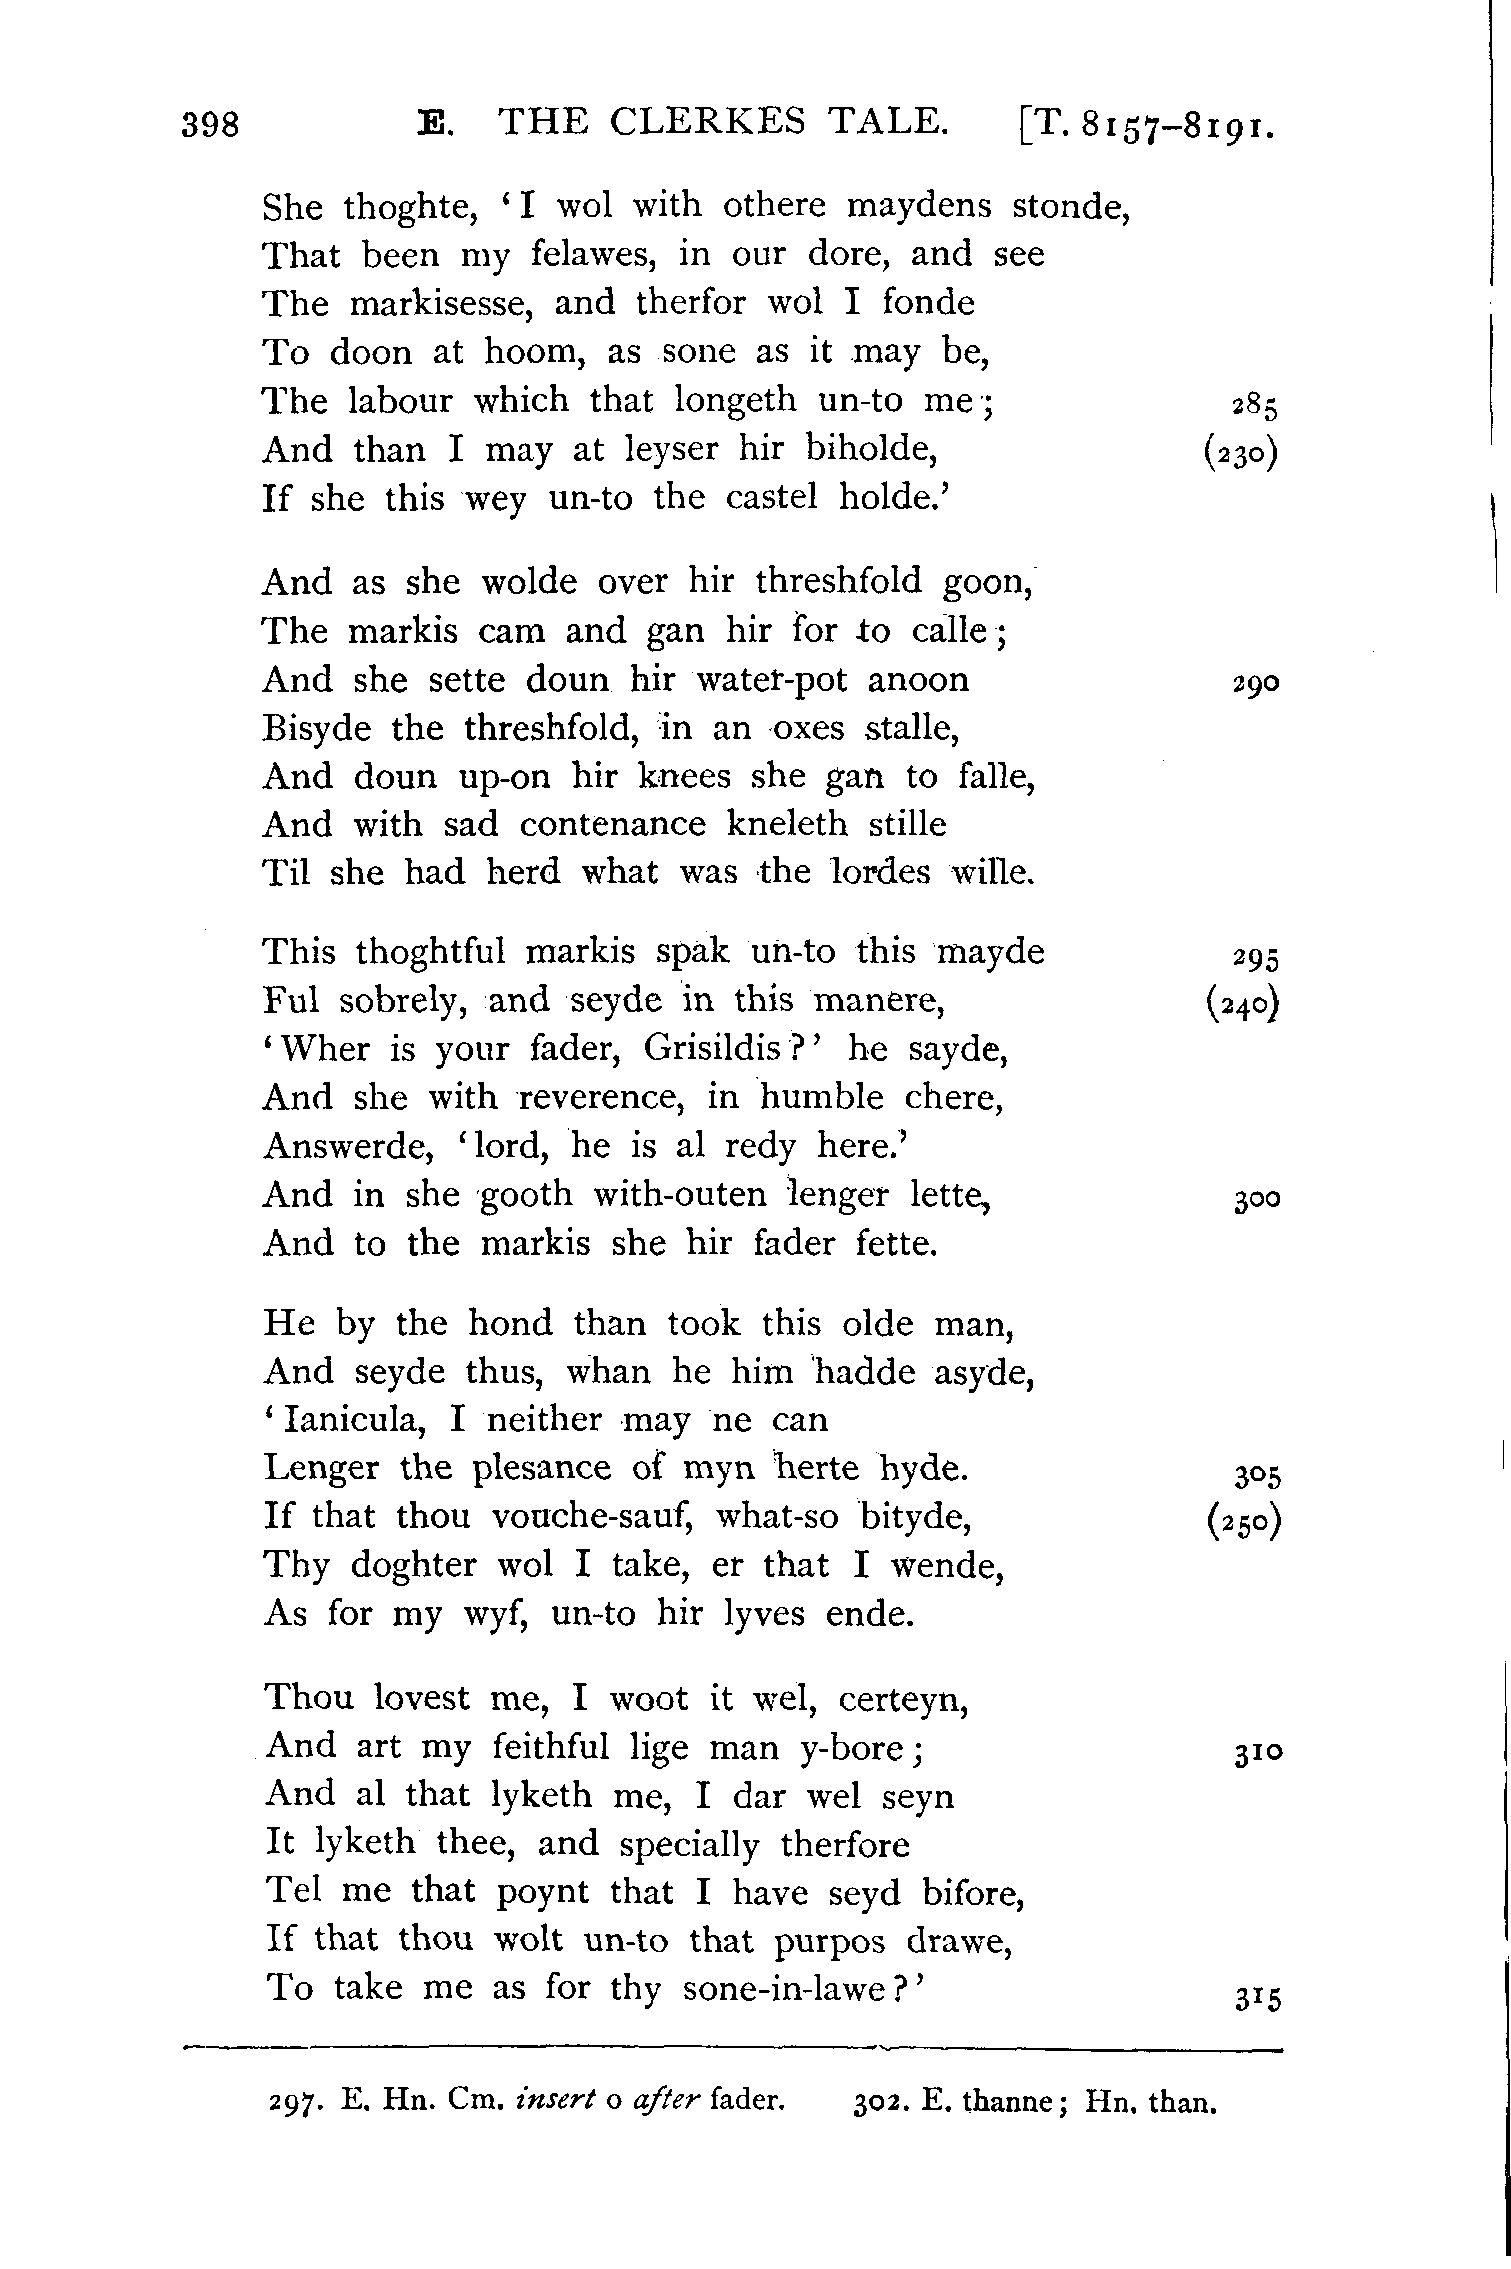 398 E. THE CLERKES TALE. [T. 8157–8191.
She thoghte, ‘I wol with othere maydens stonde,
That been my felawes, in our dore, and see
The markisesse, and therfor wol I fonde
To doon at hoom, as sone as it may be,
The labour which that longeth un-to me; 285
And than I may at leyser hir biholde, (230)
If she this wey un-to the castel holde.’
And as she wolde over hir threshfold goon,
The markis cam and gan hir for to calle;
And she sette doun hir water-pot anoon 290
Bisyde the threshfold, in an oxes stalle,
And doun up-on hir knees she gan to falle,
And with sad contenance kneleth stille
Til she had herd what was the lordes wille.
This thoghtful markis spak un-to this mayde 295
Ful sobrely, and seyde in this manere, (240)
‘Wher is your fader, Grisildis?’ he sayde,
And she with reverence, in humble chere,
Answerde, ‘lord, he is al redy here.’
And in she gooth with-outen lenger lette, 300
And to the markis she hir fader fette.
He by the hond than took this olde man,
And seyde thus, whan he him hadde asyde,
‘Ianicula, I neither may ne can
Lenger the plesance of myn herte hyde. 305
If that thou vouche-sauf, what-so bityde, (250)
Thy doghter wol I take, er that I wende,
As for my wyf, un-to hir lyves ende.
Thou lovest me, I woot it wel, certeyn,
And art my feithful lige man y-bore; 310
And al that lyketh me, I dar wel seyn
It lyketh thee, and specially therfore
Tel me that poynt that I have seyd bifore,
If that thou wolt un-to that purpos drawe,
To take me as for thy sone-in-lawe?’ 315
297. E. Hn. Cm. insert o after fader. 302. E. thanne; Hn. than.